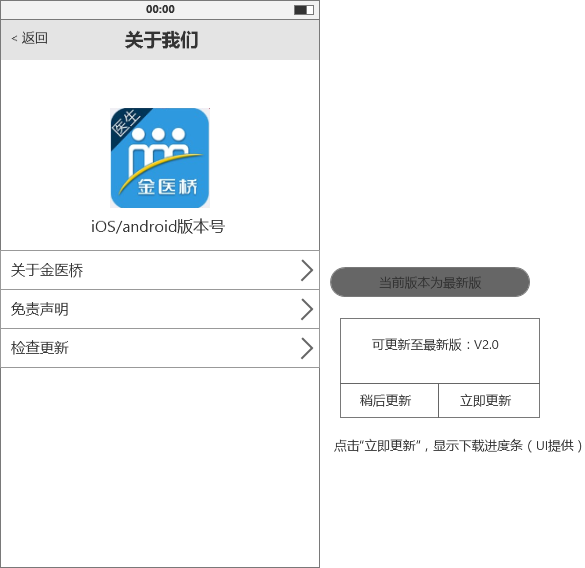 00:00
< 返回
关于我们
医生
金医桥
iOS/android版本号
关于金医桥
免责声明
检查更新
当前版本为最新版
可更新至最新版：V2.0
稍后更新
立即更新
点击“立即更新”，显示下载进度条（UI提供）